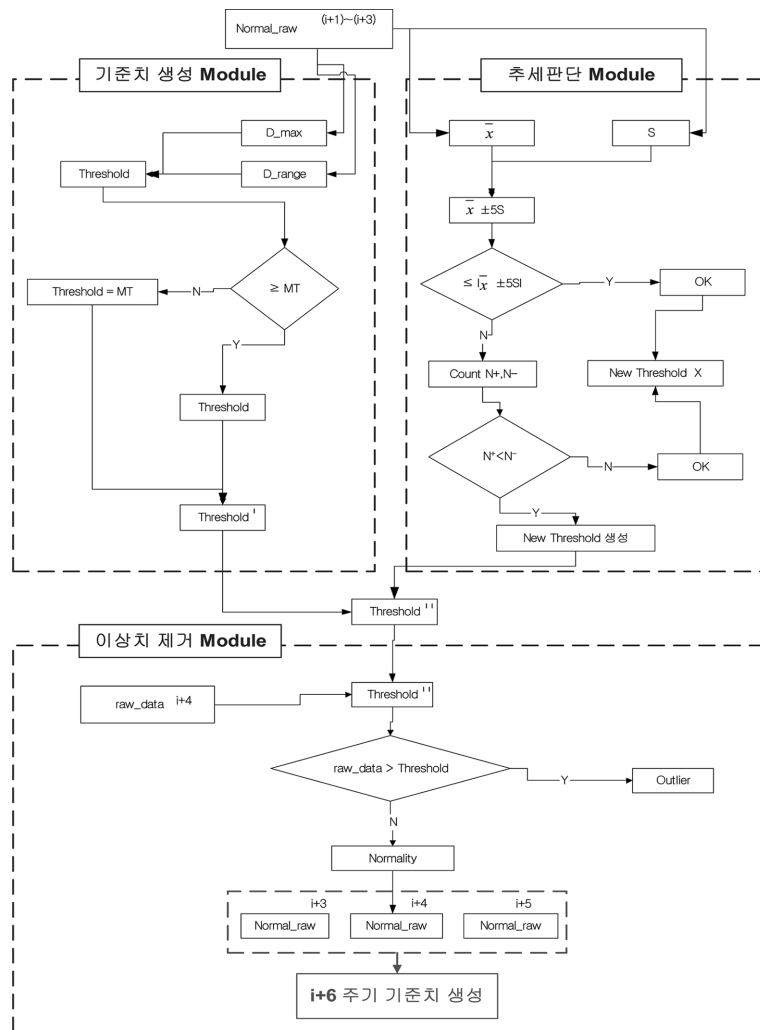 Normal_raw (i+1)~(i+3)
기준치 생성 Module
D_max
D_range
Threshold
≥ MT
N
Threshold = MT
Y
Threshold
Threshold '
추세판단 Module
x̅
S
x̅ ±5S
≤ |x̅ ±5S|
Y
OK
N
Count N+,N-
New Threshold X
N⁺<N⁻
N
OK
Y
New Threshold 생성
Threshold ''
이상치 제거 Module
raw_data i+4
Threshold ''
raw_data > Threshold
Y
Outlier
N
Normality
i+3 i+4 i+5
Normal_raw Normal_raw Normal_raw
i+6 주기 기준치 생성